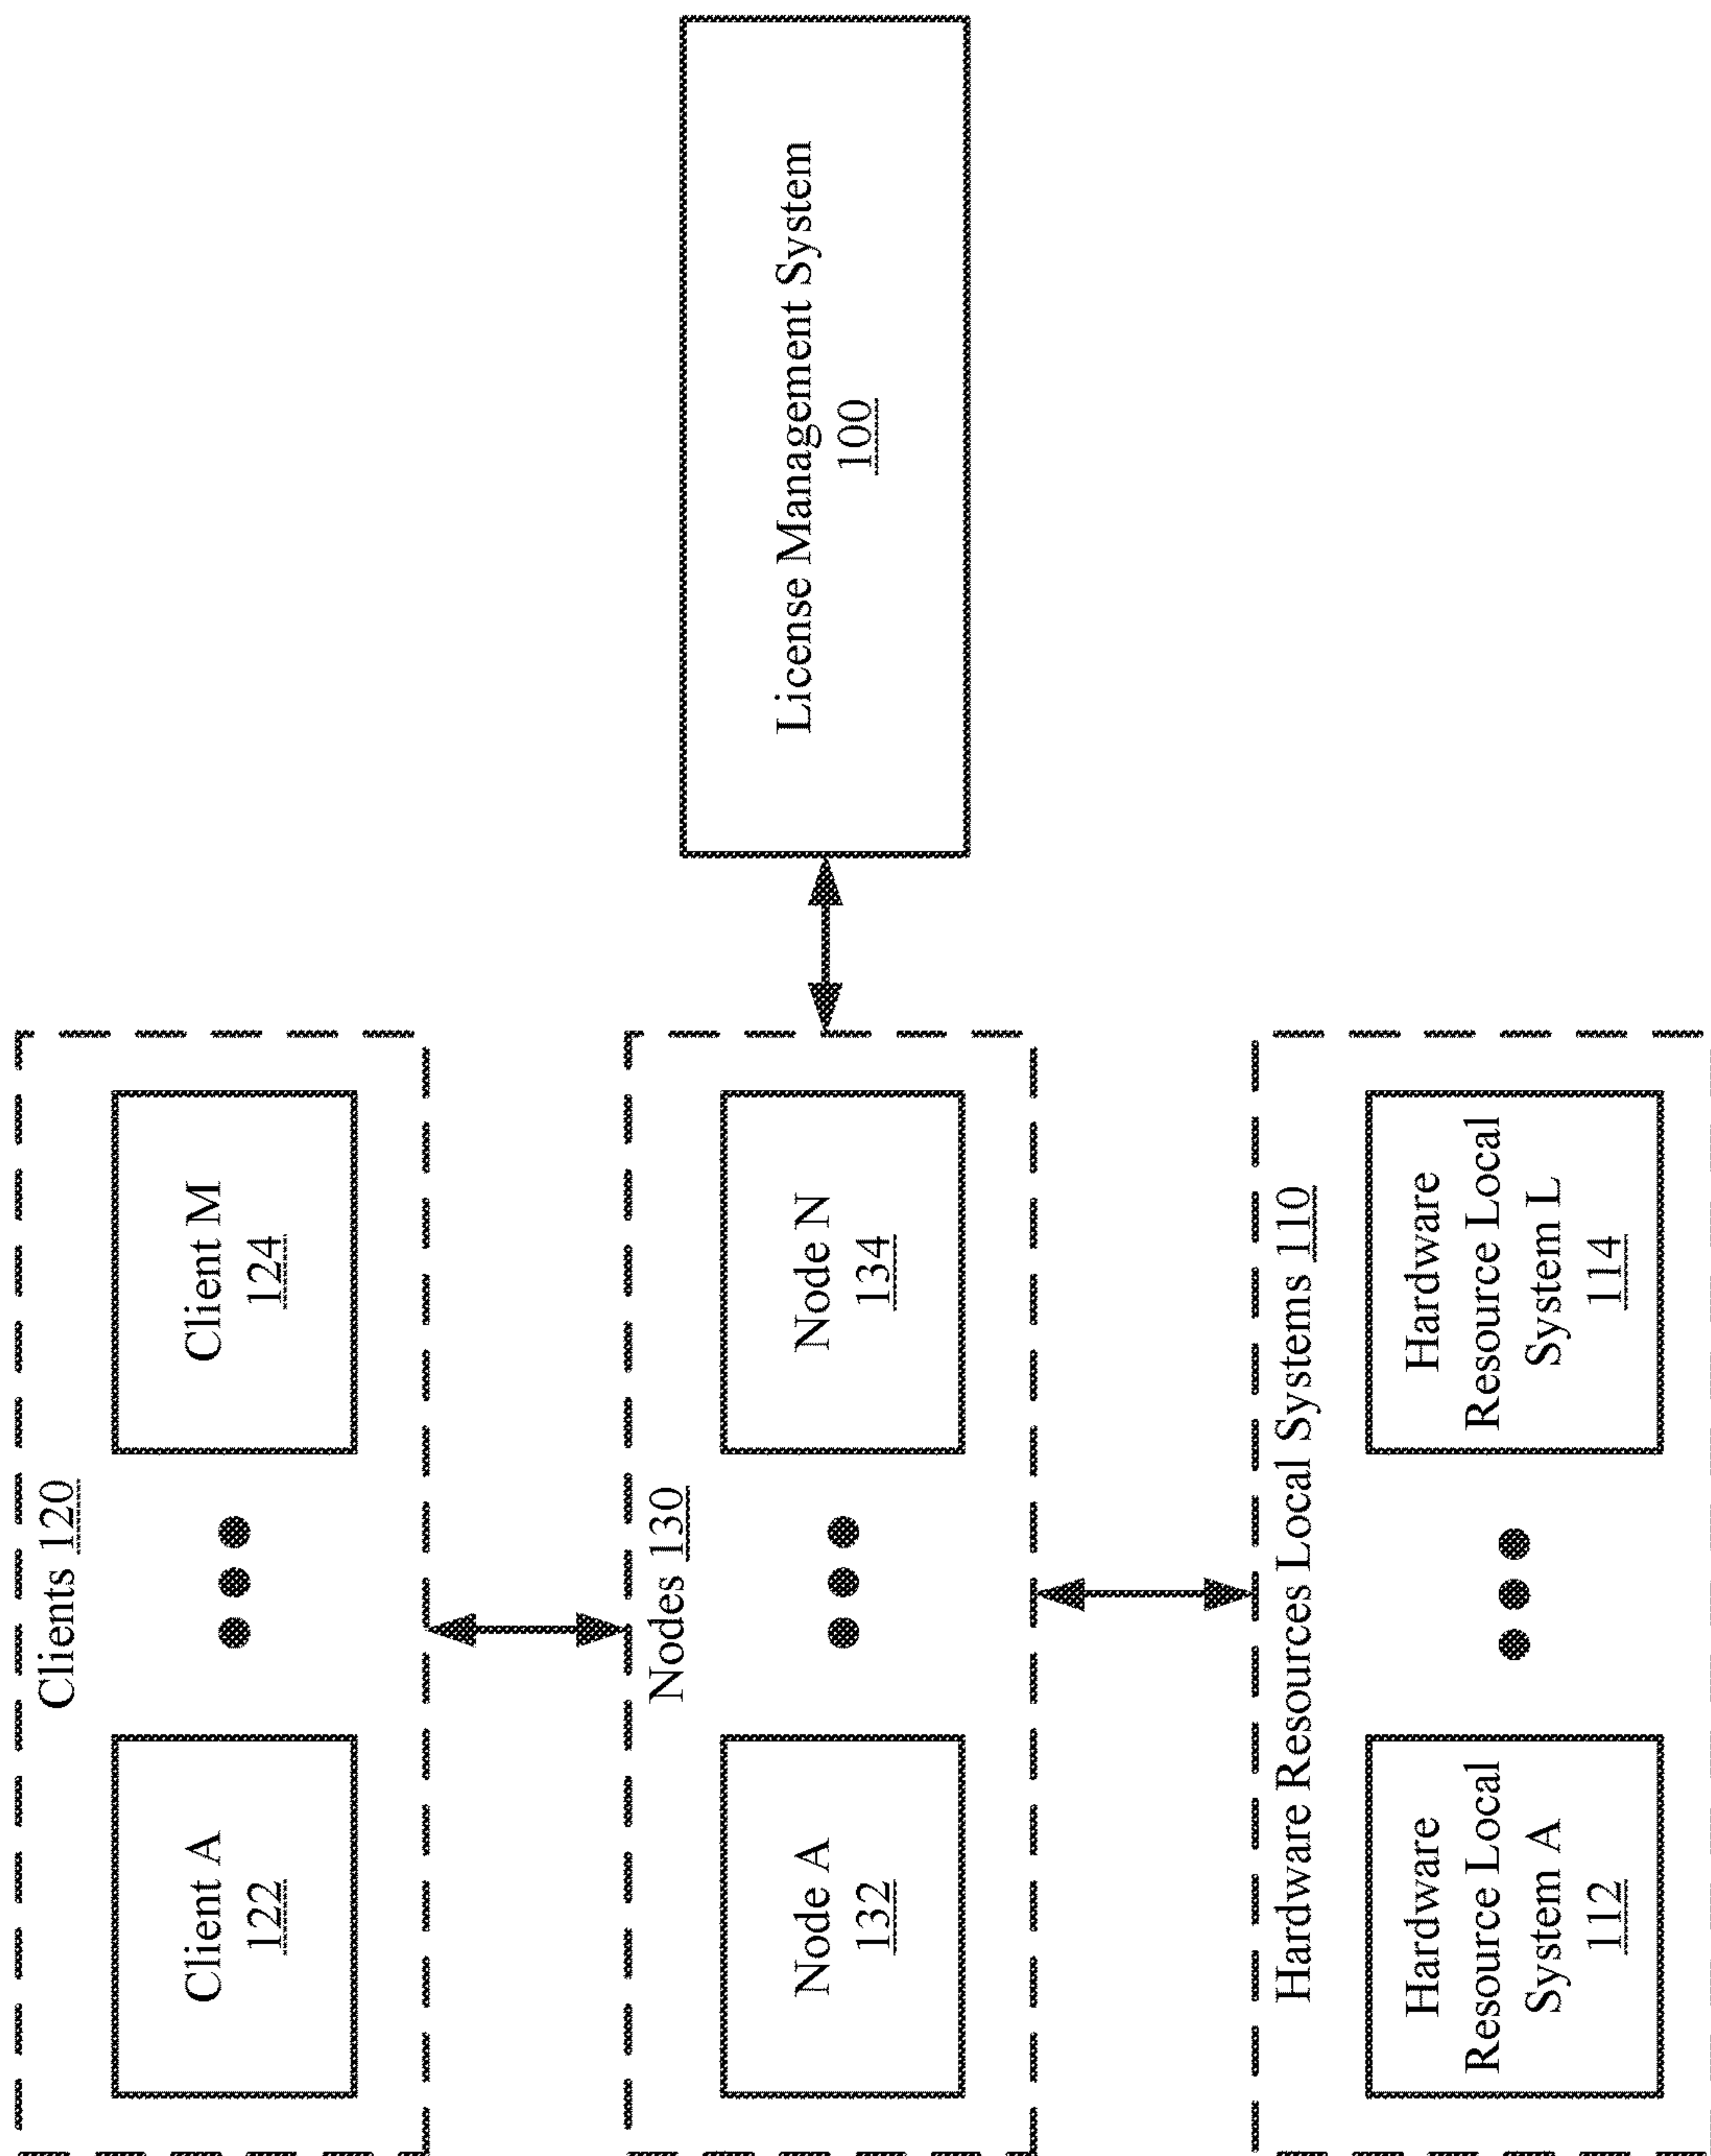 Clients 120
Client A
122
Client M
124
Nodes 130
Node A
132
Node N
134
License Management System
100
Hardware Resources Local Systems 110
Hardware
Resource Local
System A
112
Hardware
Resource Local
System L
114